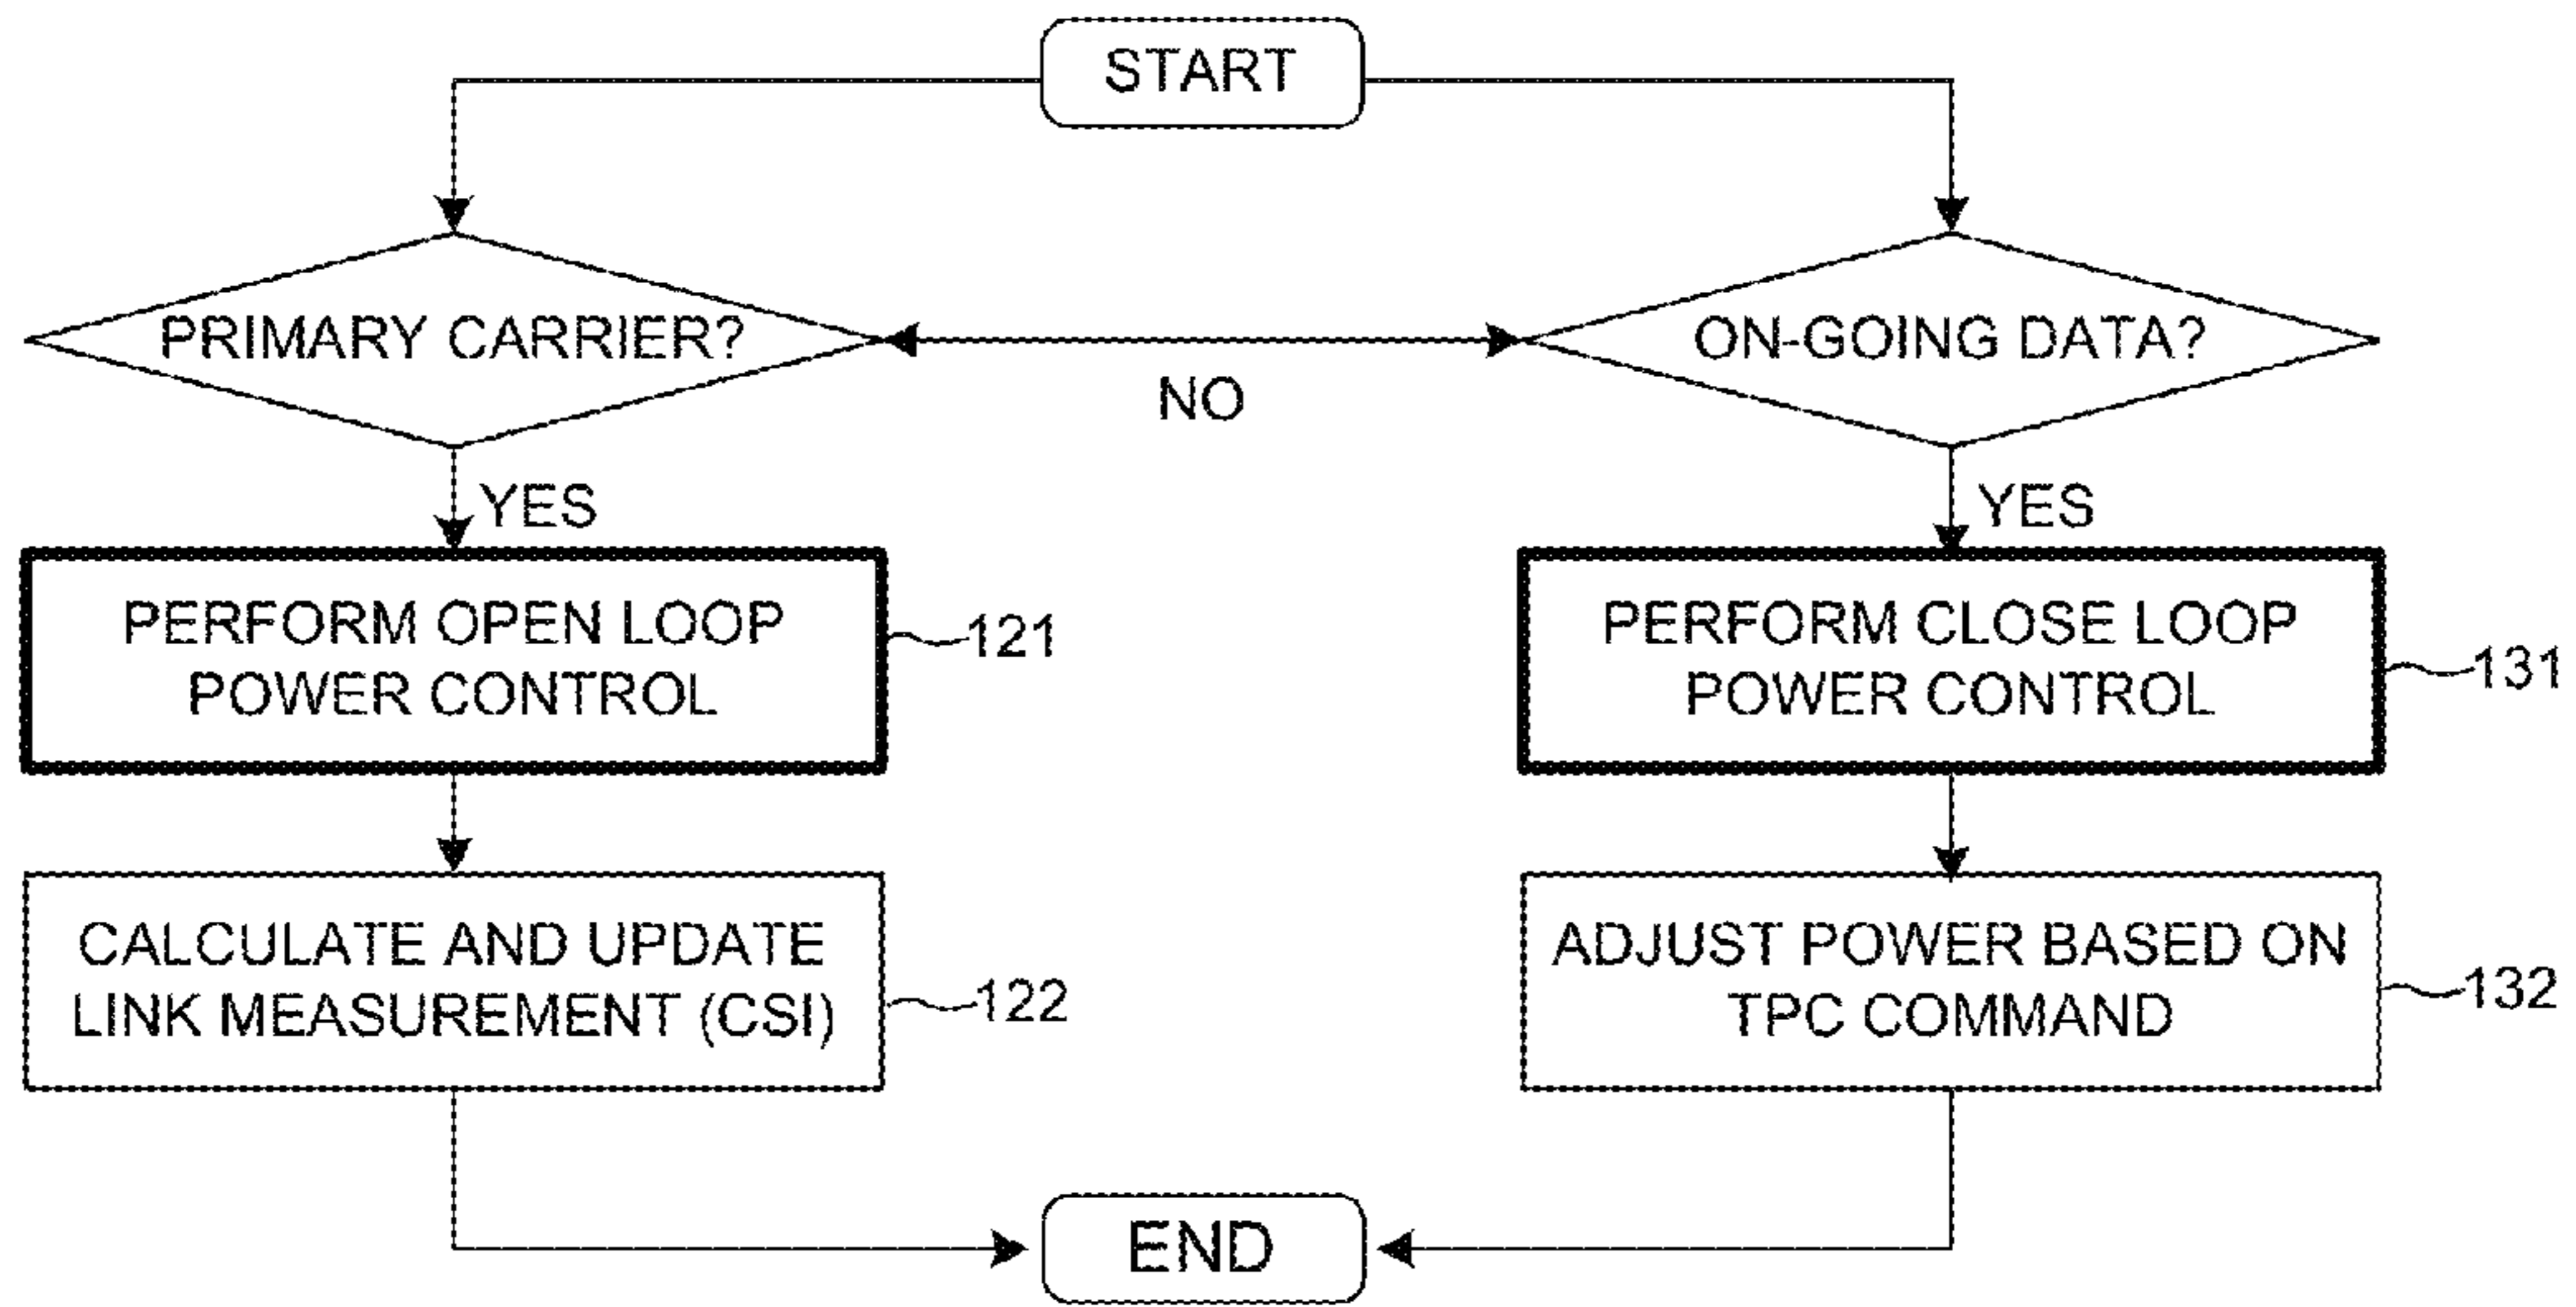 START
PRIMARY CARRIER?
ON-GOING DATA?
NO
YES
YES
PERFORM OPEN LOOP
POWER CONTROL
121
PERFORM CLOSE LOOP
POWER CONTROL
131
CALCULATE AND UPDATE
LINK MEASUREMENT (CSI)
122
ADJUST POWER BASED ON
TPC COMMAND
132
END